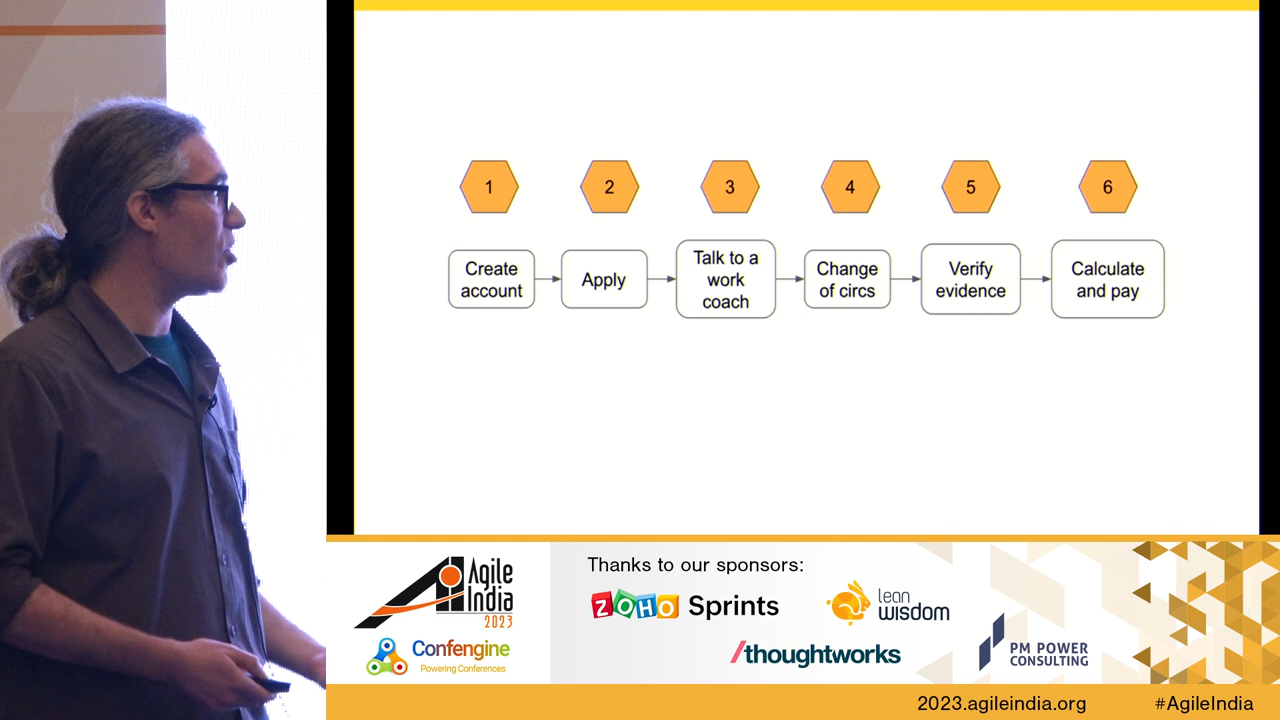 1 2 3 4 5 6
Create
account
Apply
Talk to a
work
coach
Change
of circs
Verify
evidence
Calculate
and pay
Agile
India
2023
Confengine
Powering Conferences
Thanks to our sponsors:
ZOHO Sprints
lean
wisdom
/thoughtworks
PM POWER
CONSULTING
2023.agileindia.org #AgileIndia